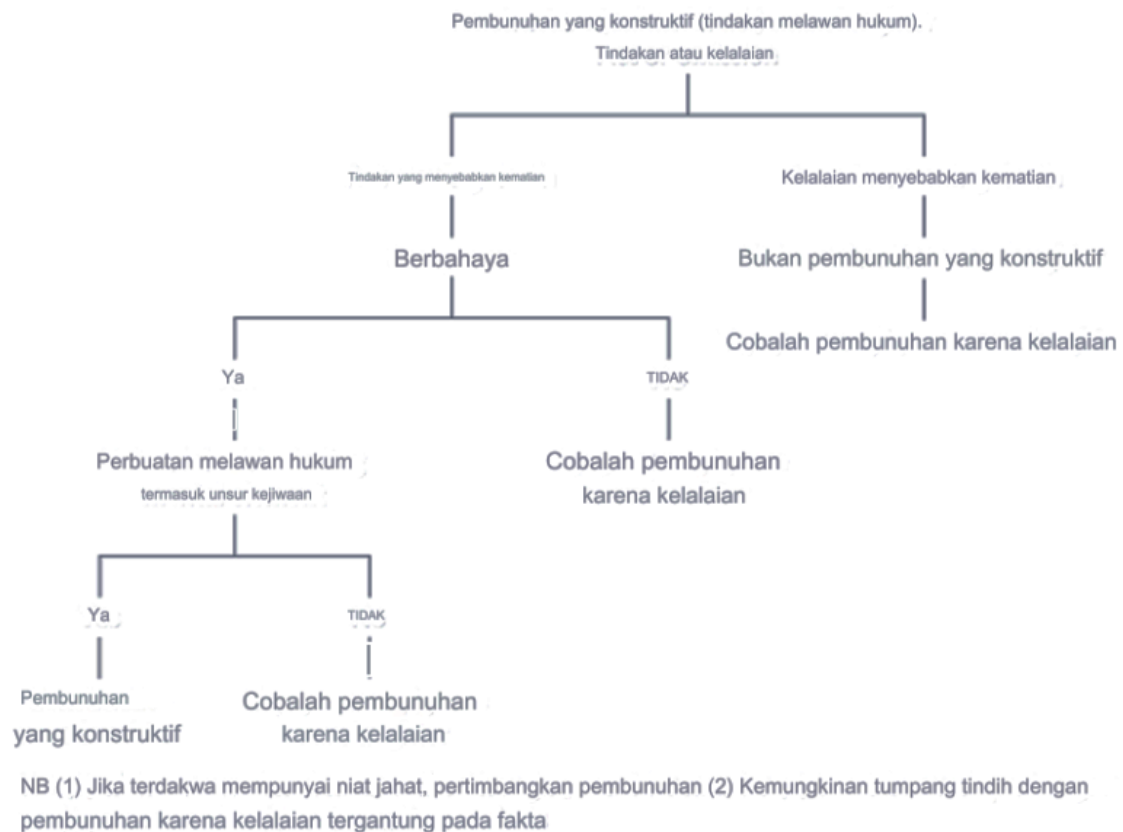 Pembunuhan yang konstruktif (tindakan melawan hukum).
Tindakan atau kelalaian
Tindakan yang menyebabkan kematian
Kelalaian menyebabkan kematian
Berbahaya
Bukan pembunuhan yang konstruktif
Cobalah pembunuhan karena kelalaian
Ya
TIDAK
Perbuatan melawan hukum
termasuk unsur kejiwaan
Cobalah pembunuhan
karena kelalaian
Ya
TIDAK
Pembunuhan
yang konstruktif
Cobalah pembunuhan
karena kelalaian
NB (1) Jika terdakwa mempunyai niat jahat, pertimbangkan pembunuhan (2) Kemungkinan tumpang tindih dengan
pembunuhan karena kelalaian tergantung pada fakta